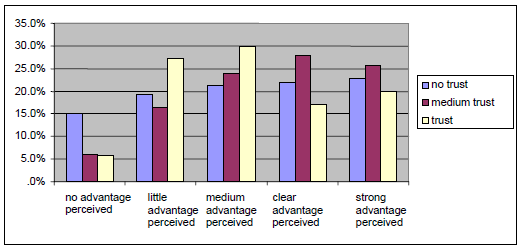 35.0%
30.0%
25.0%
20.0%
15.0%
10.0%
5.0%
.0%
no advantage
perceived
little
advantage
perceived
medium
advantage
perceived
clear
advantage
perceived
strong
advantage
perceived
no trust
medium trust
trust